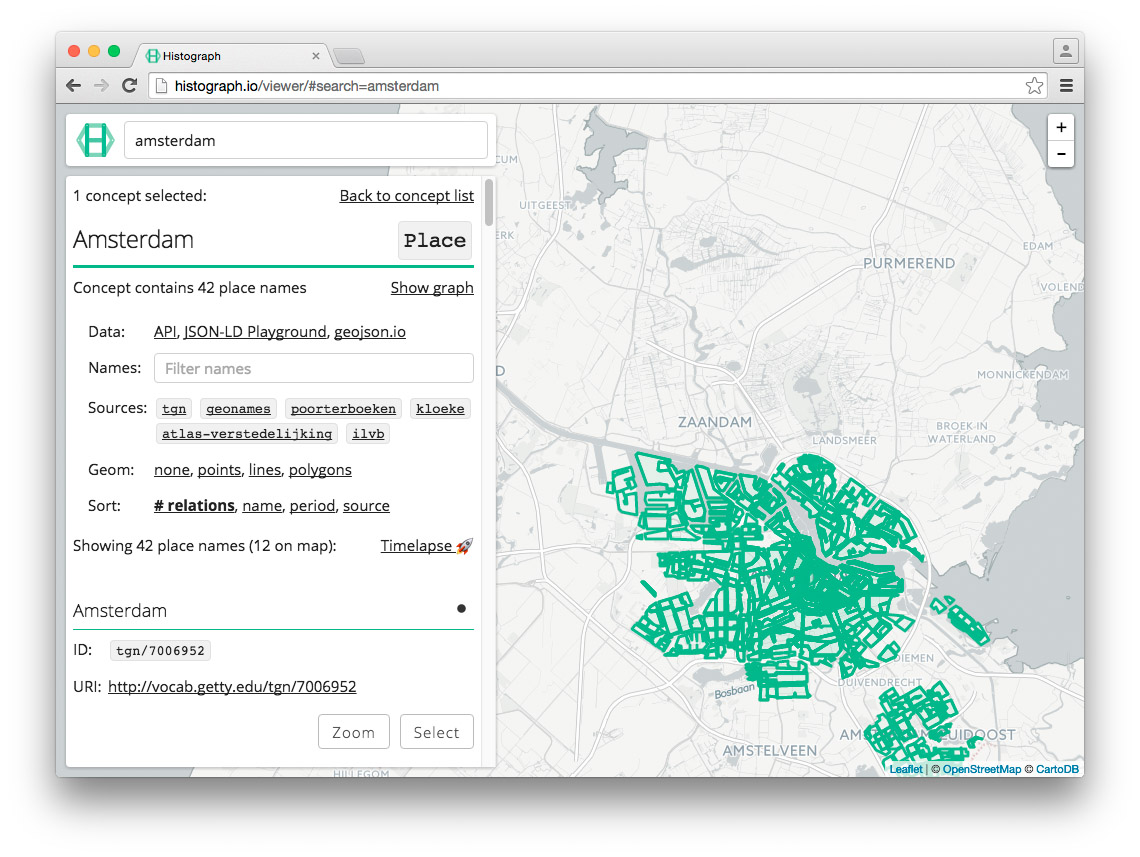 Histograph
histograph.io/viewer/#search=amsterdam
amsterdam
1 concept selected: Back to concept list
Amsterdam Place
Concept contains 42 place names Show graph
Data: API, JSON-LD Playground, geojson.io
Names: Filter names
Sources: tgn geonames poorterboeken kloeke
atlas-verstedelijking ilvb
Geom: none, points, lines, polygons
Sort: # relations, name, period, source
Showing 42 place names (12 on map): Timelapse 🚀
Amsterdam
ID: tgn/7006952
URI: http://vocab.getty.edu/tgn/7006952
Zoom Select
+
−
CUM
UITGEEST
ERK
EDAM
PURMEREND
VOLEND
D
MONNICKENDAM
ZAANDAM
LANDSMEER
BROEK IN
WATERLAND
DIEMEN
DUIVENDRECHT
Bosbaan
AMSTELVEEN
HILLEGOM
Leaflet | © OpenStreetMap © CartoDB